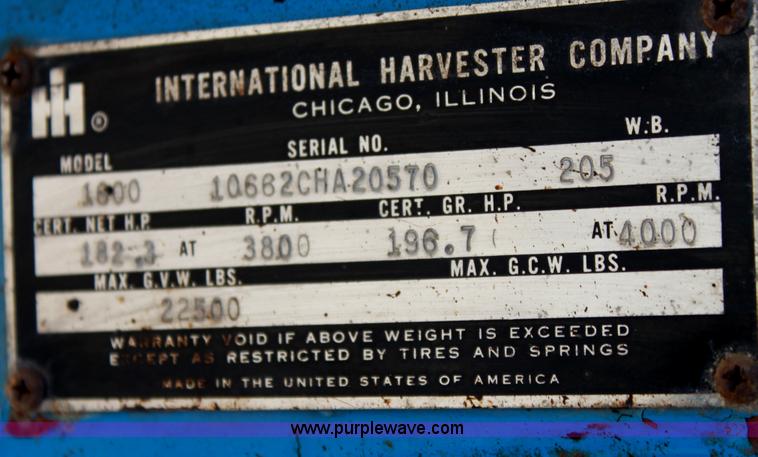 IH ®
INTERNATIONAL HARVESTER COMPANY
CHICAGO, ILLINOIS
MODEL SERIAL NO. W.B.
1800 10662CHA20570 205
CERT. NET H.P. R.P.M. CERT. GR. H.P. R.P.M.
182.3 AT 3800 196.7 AT 4000
MAX. G.V.W. LBS. MAX. G.C.W. LBS.
22500
WARRANTY VOID IF ABOVE WEIGHT IS EXCEEDED
EXCEPT AS RESTRICTED BY TIRES AND SPRINGS
MADE IN THE UNITED STATES OF AMERICA
www.purplewave.com